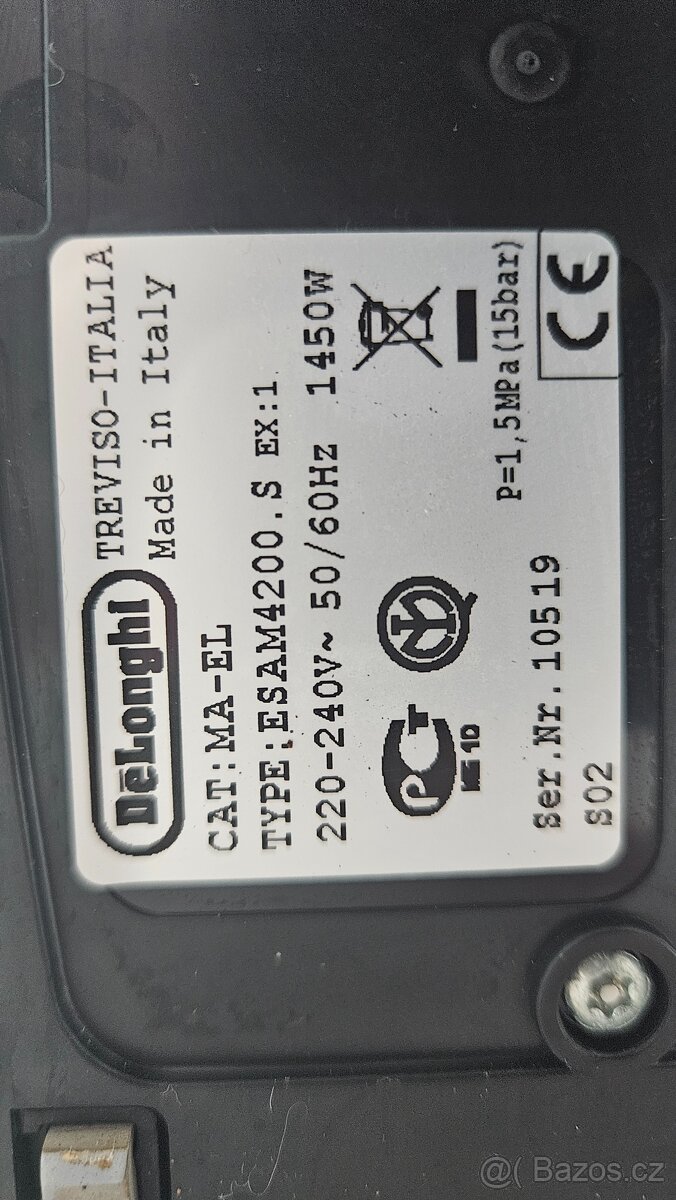 DeLonghi
TREVISO-ITALIA
Made in Italy
CAT:MA-EL
TYPE:ESAM4200.S EX:1
220-240V~ 50/60Hz 1450W
P=1,5MPa(15bar)
CE
Ser.Nr.10519
S02
@( Bazos.cz